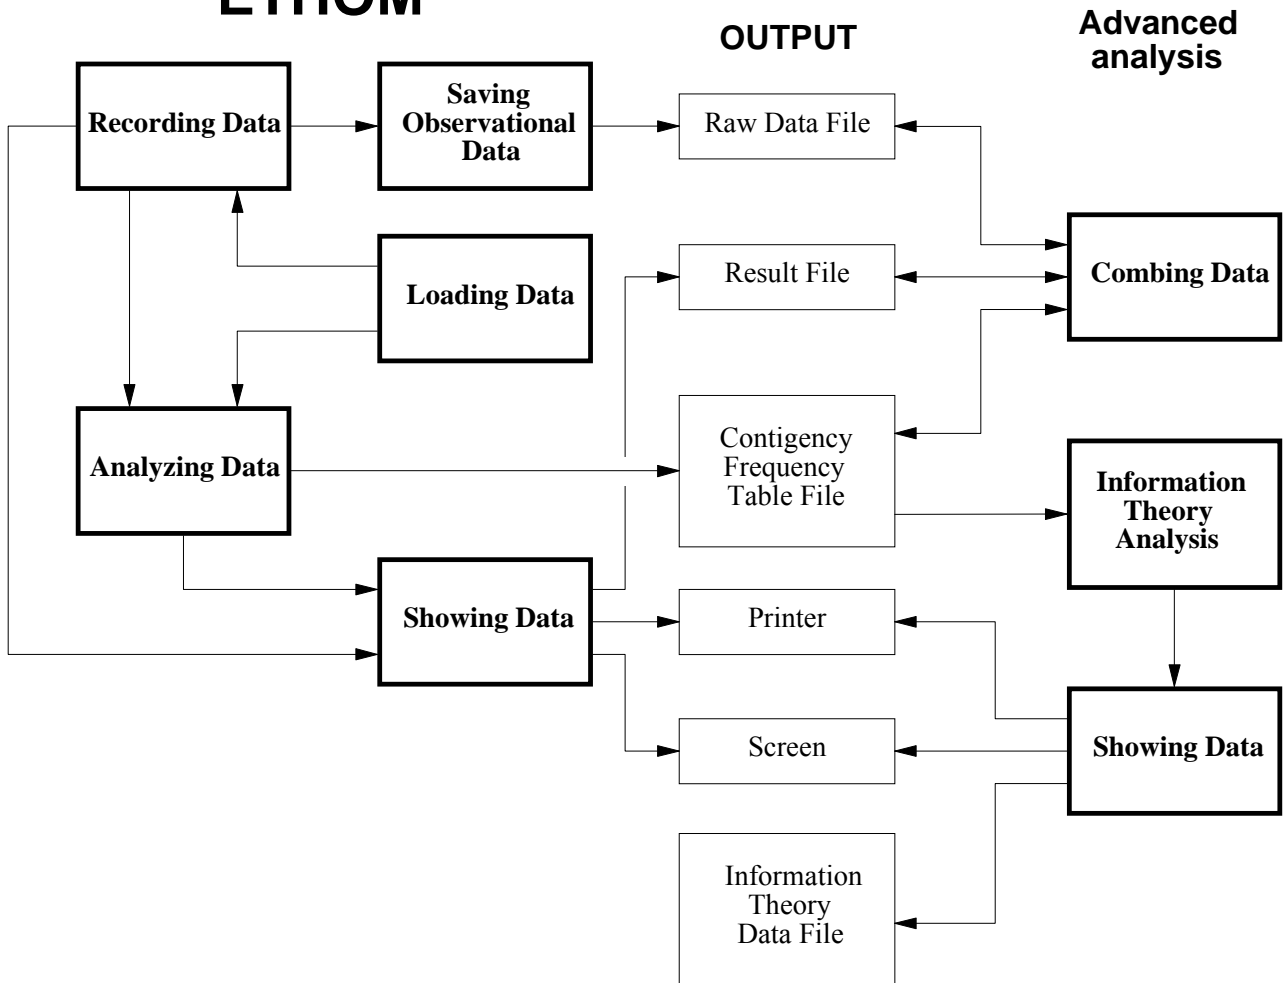 ETHOM
OUTPUT
Advanced
analysis
Recording Data
Saving
Observational
Data
Raw Data File
Loading Data
Result File
Combing Data
Analyzing Data
Contigency
Frequency
Table File
Information
Theory
Analysis
Showing Data
Printer
Screen
Showing Data
Information
Theory
Data File